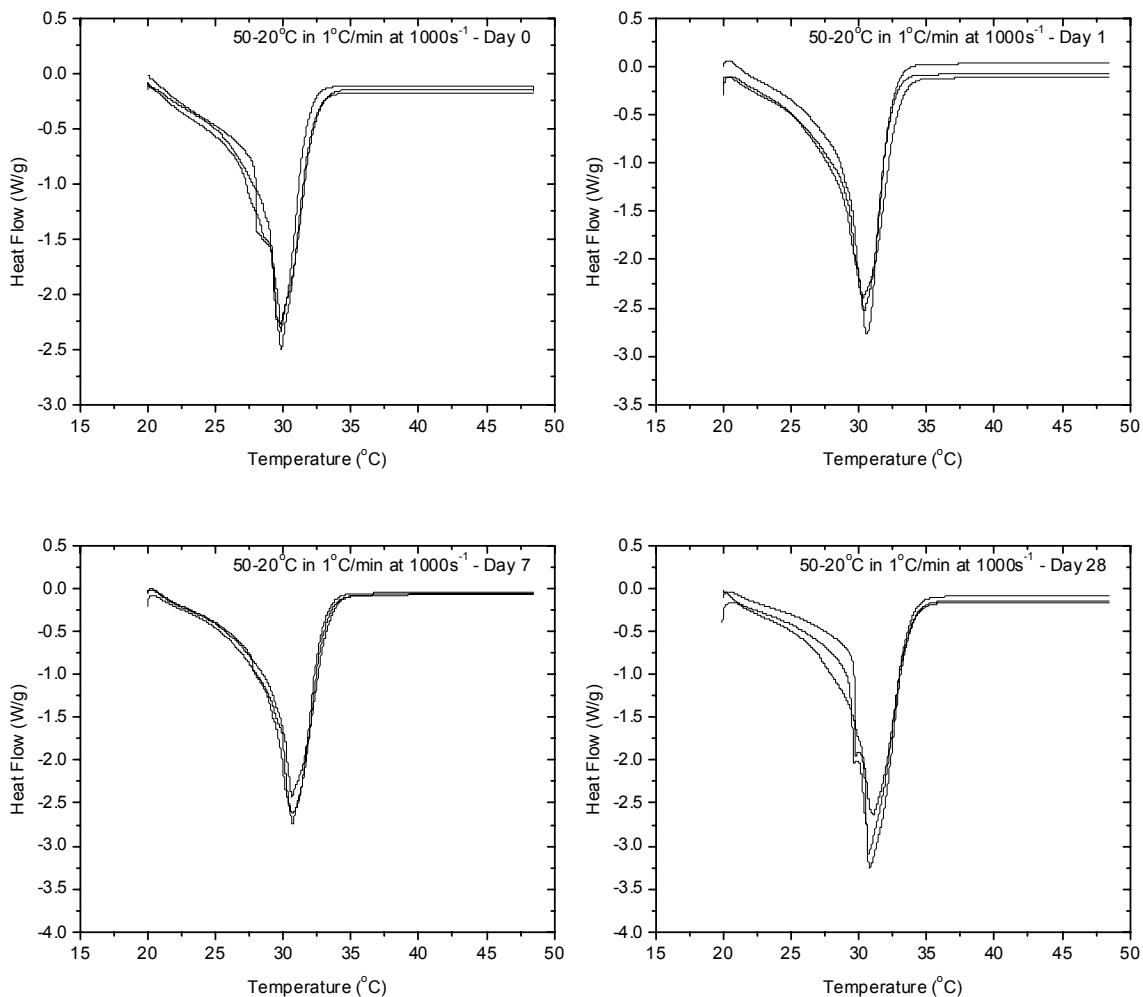 50-20°C in 1°C/min at 1000s⁻¹ - Day 0
0.5
0.0
-0.5
-1.0
-1.5
-2.0
-2.5
-3.0
Heat Flow (W/g)
15 20 25 30 35 40 45 50
Temperature (°C)
50-20°C in 1°C/min at 1000s⁻¹ - Day 1
0.5
0.0
-0.5
-1.0
-1.5
-2.0
-2.5
-3.0
-3.5
Heat Flow (W/g)
15 20 25 30 35 40 45 50
Temperature (°C)
50-20°C in 1°C/min at 1000s⁻¹ - Day 7
0.5
0.0
-0.5
-1.0
-1.5
-2.0
-2.5
-3.0
-3.5
-4.0
Heat Flow (W/g)
15 20 25 30 35 40 45 50
Temperature (°C)
50-20°C in 1°C/min at 1000s⁻¹ - Day 28
0.5
0.0
-0.5
-1.0
-1.5
-2.0
-2.5
-3.0
-3.5
-4.0
Heat Flow (W/g)
15 20 25 30 35 40 45 50
Temperature (°C)